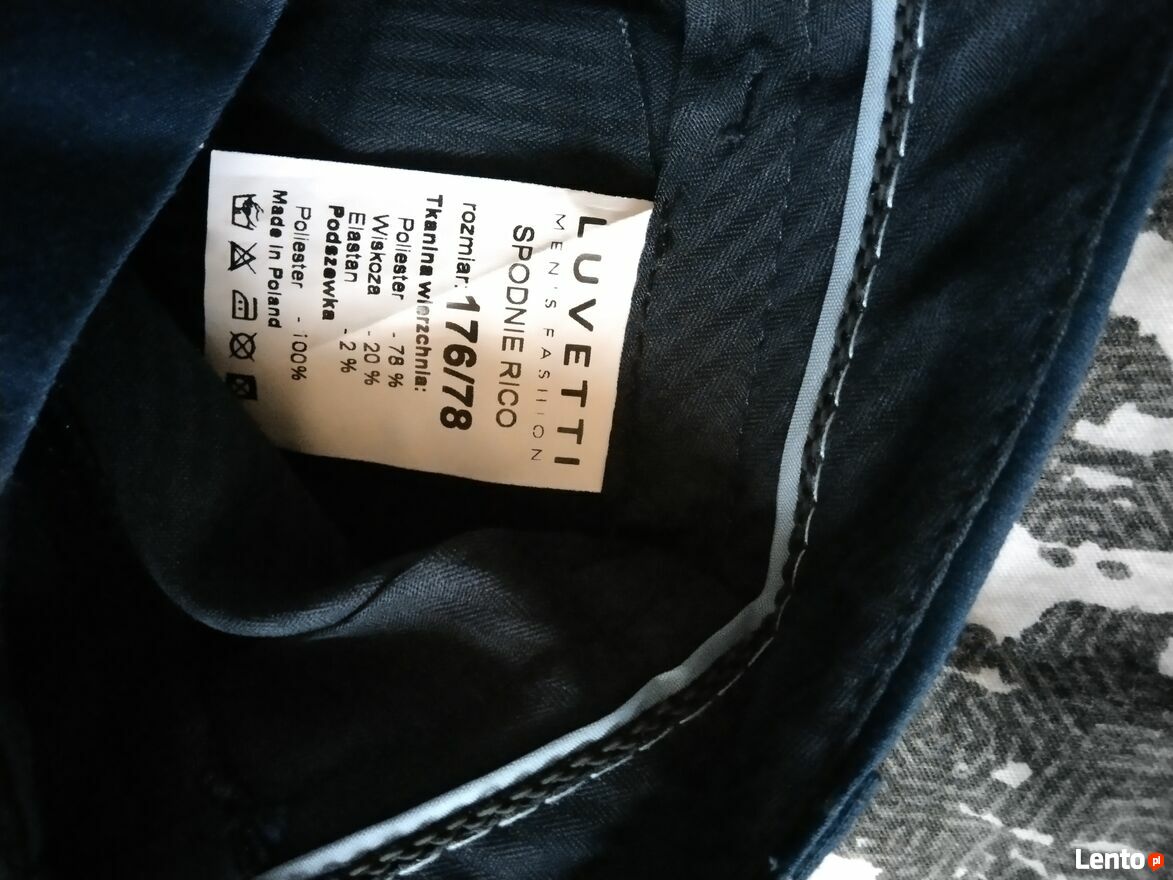 LUVETTI
MEN'S FASHION
SPODNIE RICO
rozmiar: 176/78
Tkanina wierzchnia:
Poliester - 78 %
Wiskoza - 20 %
Elastan - 2 %
Podszewka
Poliester - 100%
Made in Poland
Lento pl